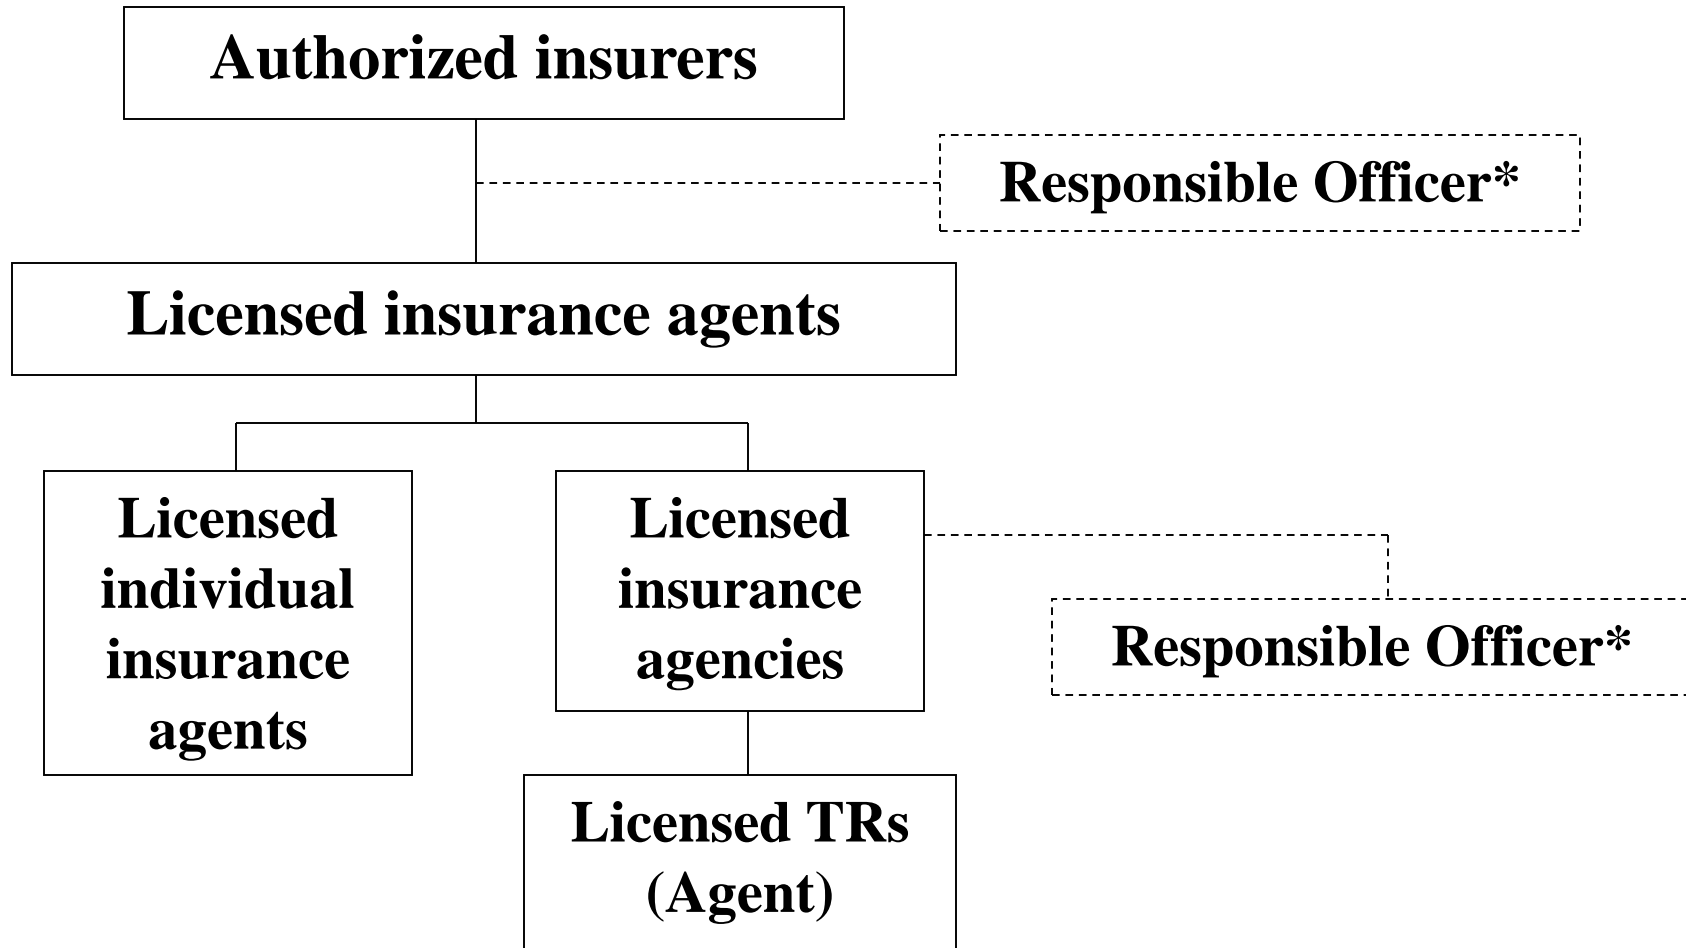 Authorized insurers
Responsible Officer*
Licensed insurance agents
Licensed
individual
insurance
agents
Licensed
insurance
agencies
Responsible Officer*
Licensed TRs
(Agent)